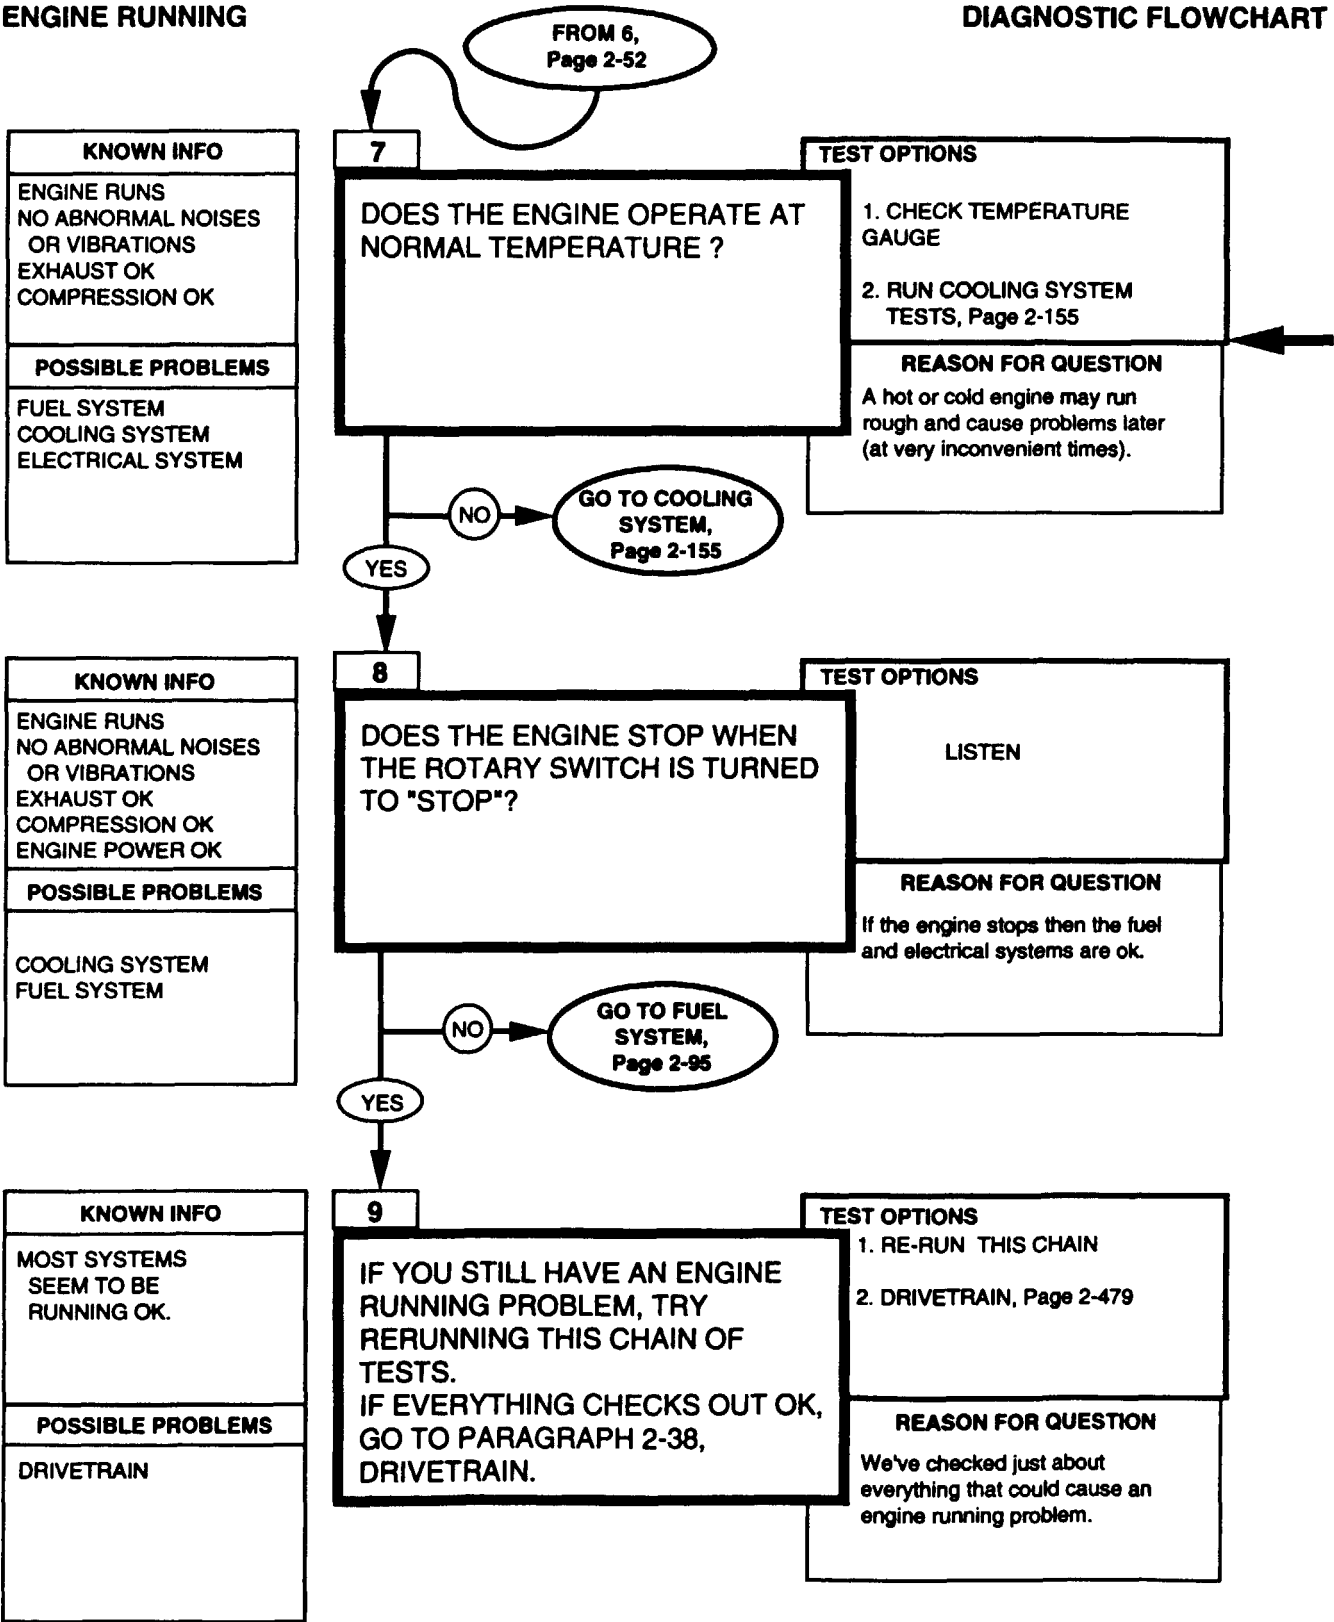 ENGINE RUNNING
DIAGNOSTIC FLOWCHART
FROM 6,
Page 2-52
KNOWN INFO
ENGINE RUNS
NO ABNORMAL NOISES
OR VIBRATIONS
EXHAUST OK
COMPRESSION OK
POSSIBLE PROBLEMS
FUEL SYSTEM
COOLING SYSTEM
ELECTRICAL SYSTEM
7
DOES THE ENGINE OPERATE AT
NORMAL TEMPERATURE ?
TEST OPTIONS
1. CHECK TEMPERATURE
GAUGE
2. RUN COOLING SYSTEM
TESTS, Page 2-155
REASON FOR QUESTION
A hot or cold engine may run
rough and cause problems later
(at very inconvenient times).
NO
GO TO COOLING
SYSTEM,
Page 2-155
YES
KNOWN INFO
ENGINE RUNS
NO ABNORMAL NOISES
OR VIBRATIONS
EXHAUST OK
COMPRESSION OK
ENGINE POWER OK
POSSIBLE PROBLEMS
COOLING SYSTEM
FUEL SYSTEM
8
DOES THE ENGINE STOP WHEN
THE ROTARY SWITCH IS TURNED
TO "STOP"?
TEST OPTIONS
LISTEN
REASON FOR QUESTION
If the engine stops then the fuel
and electrical systems are ok.
NO
GO TO FUEL
SYSTEM,
Page 2-95
YES
KNOWN INFO
MOST SYSTEMS
SEEM TO BE
RUNNING OK.
POSSIBLE PROBLEMS
DRIVETRAIN
9
IF YOU STILL HAVE AN ENGINE
RUNNING PROBLEM, TRY
RERUNNING THIS CHAIN OF
TESTS.
IF EVERYTHING CHECKS OUT OK,
GO TO PARAGRAPH 2-38,
DRIVETRAIN.
TEST OPTIONS
1. RE-RUN THIS CHAIN
2. DRIVETRAIN, Page 2-479
REASON FOR QUESTION
We've checked just about
everything that could cause an
engine running problem.